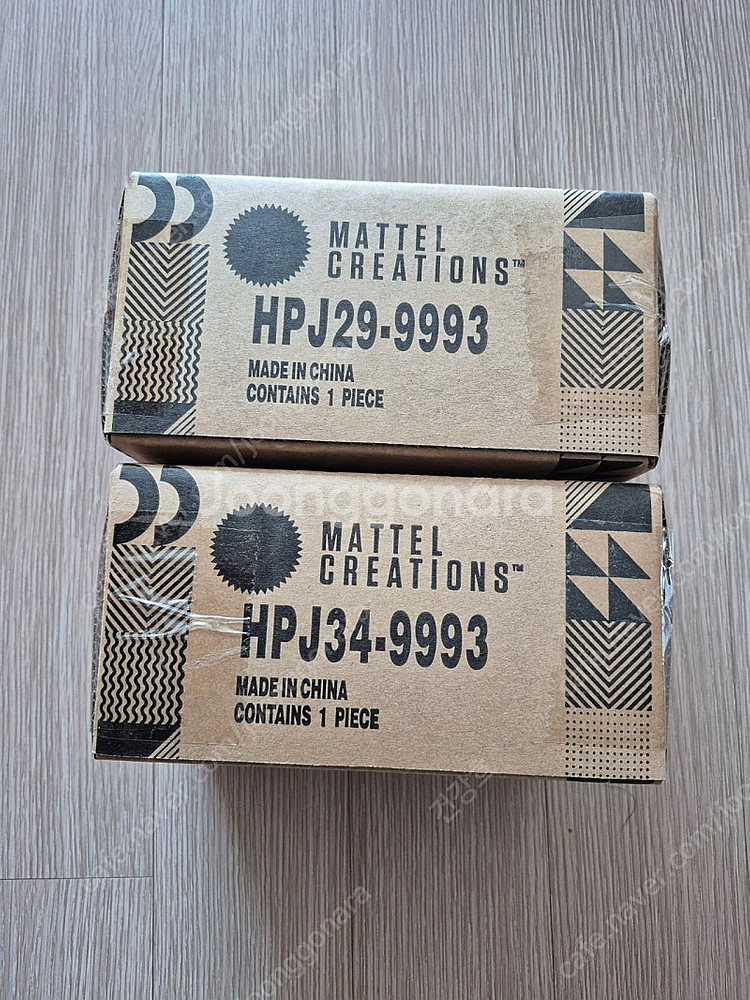 MATTEL
CREATIONS™
HPJ29-9993
MADE IN CHINA
CONTAINS 1 PIECE
Joonggonara
MATTEL
CREATIONS™
HPJ34-9993
MADE IN CHINA
CONTAINS 1 PIECE